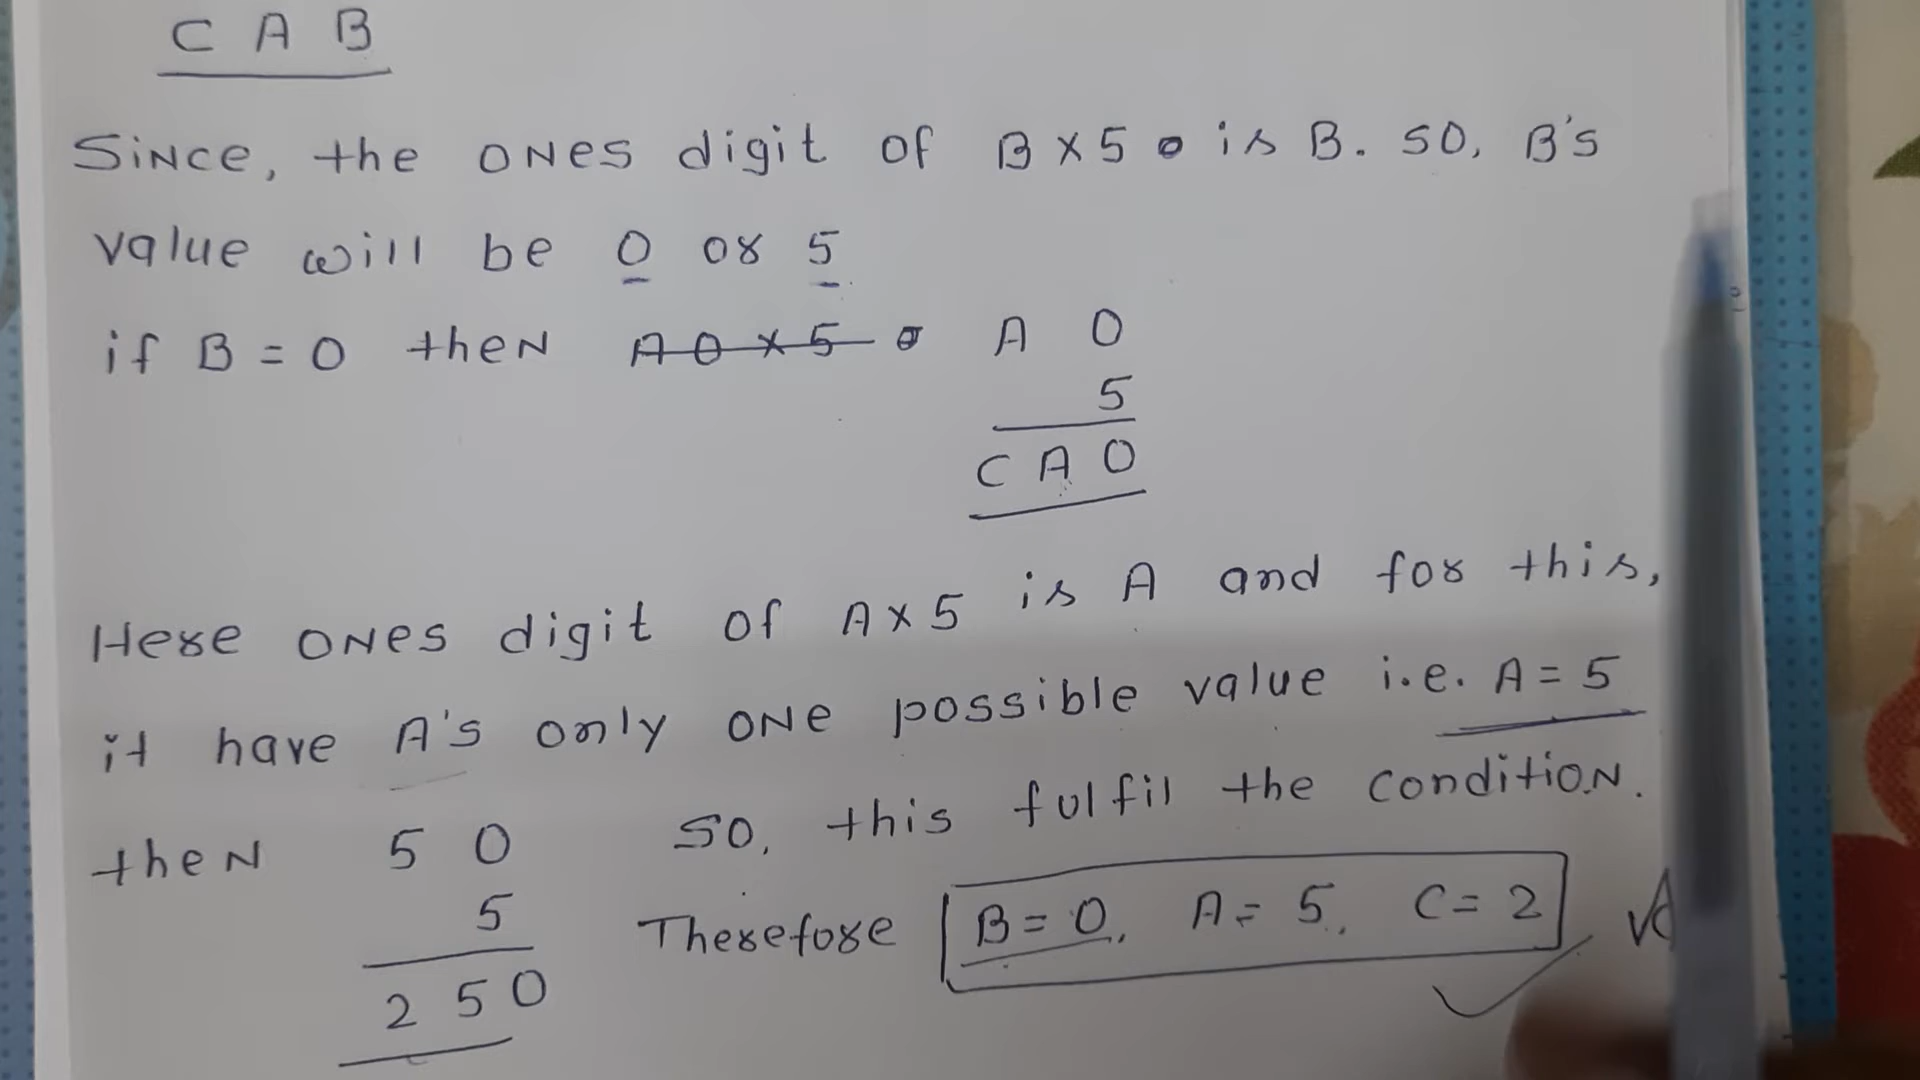 C A B
Since, the ones digit of B × 5 is B. So, B's
value will be 0 or 5
if B = 0 then A0 × 5 A 0
5
C A 0
Here ones digit of A × 5 is A and for this,
it have A's only one possible value i.e. A = 5
then 5 0 So, this fulfil the condition.
5
2 5 0
Therefore B = 0, A = 5, C = 2